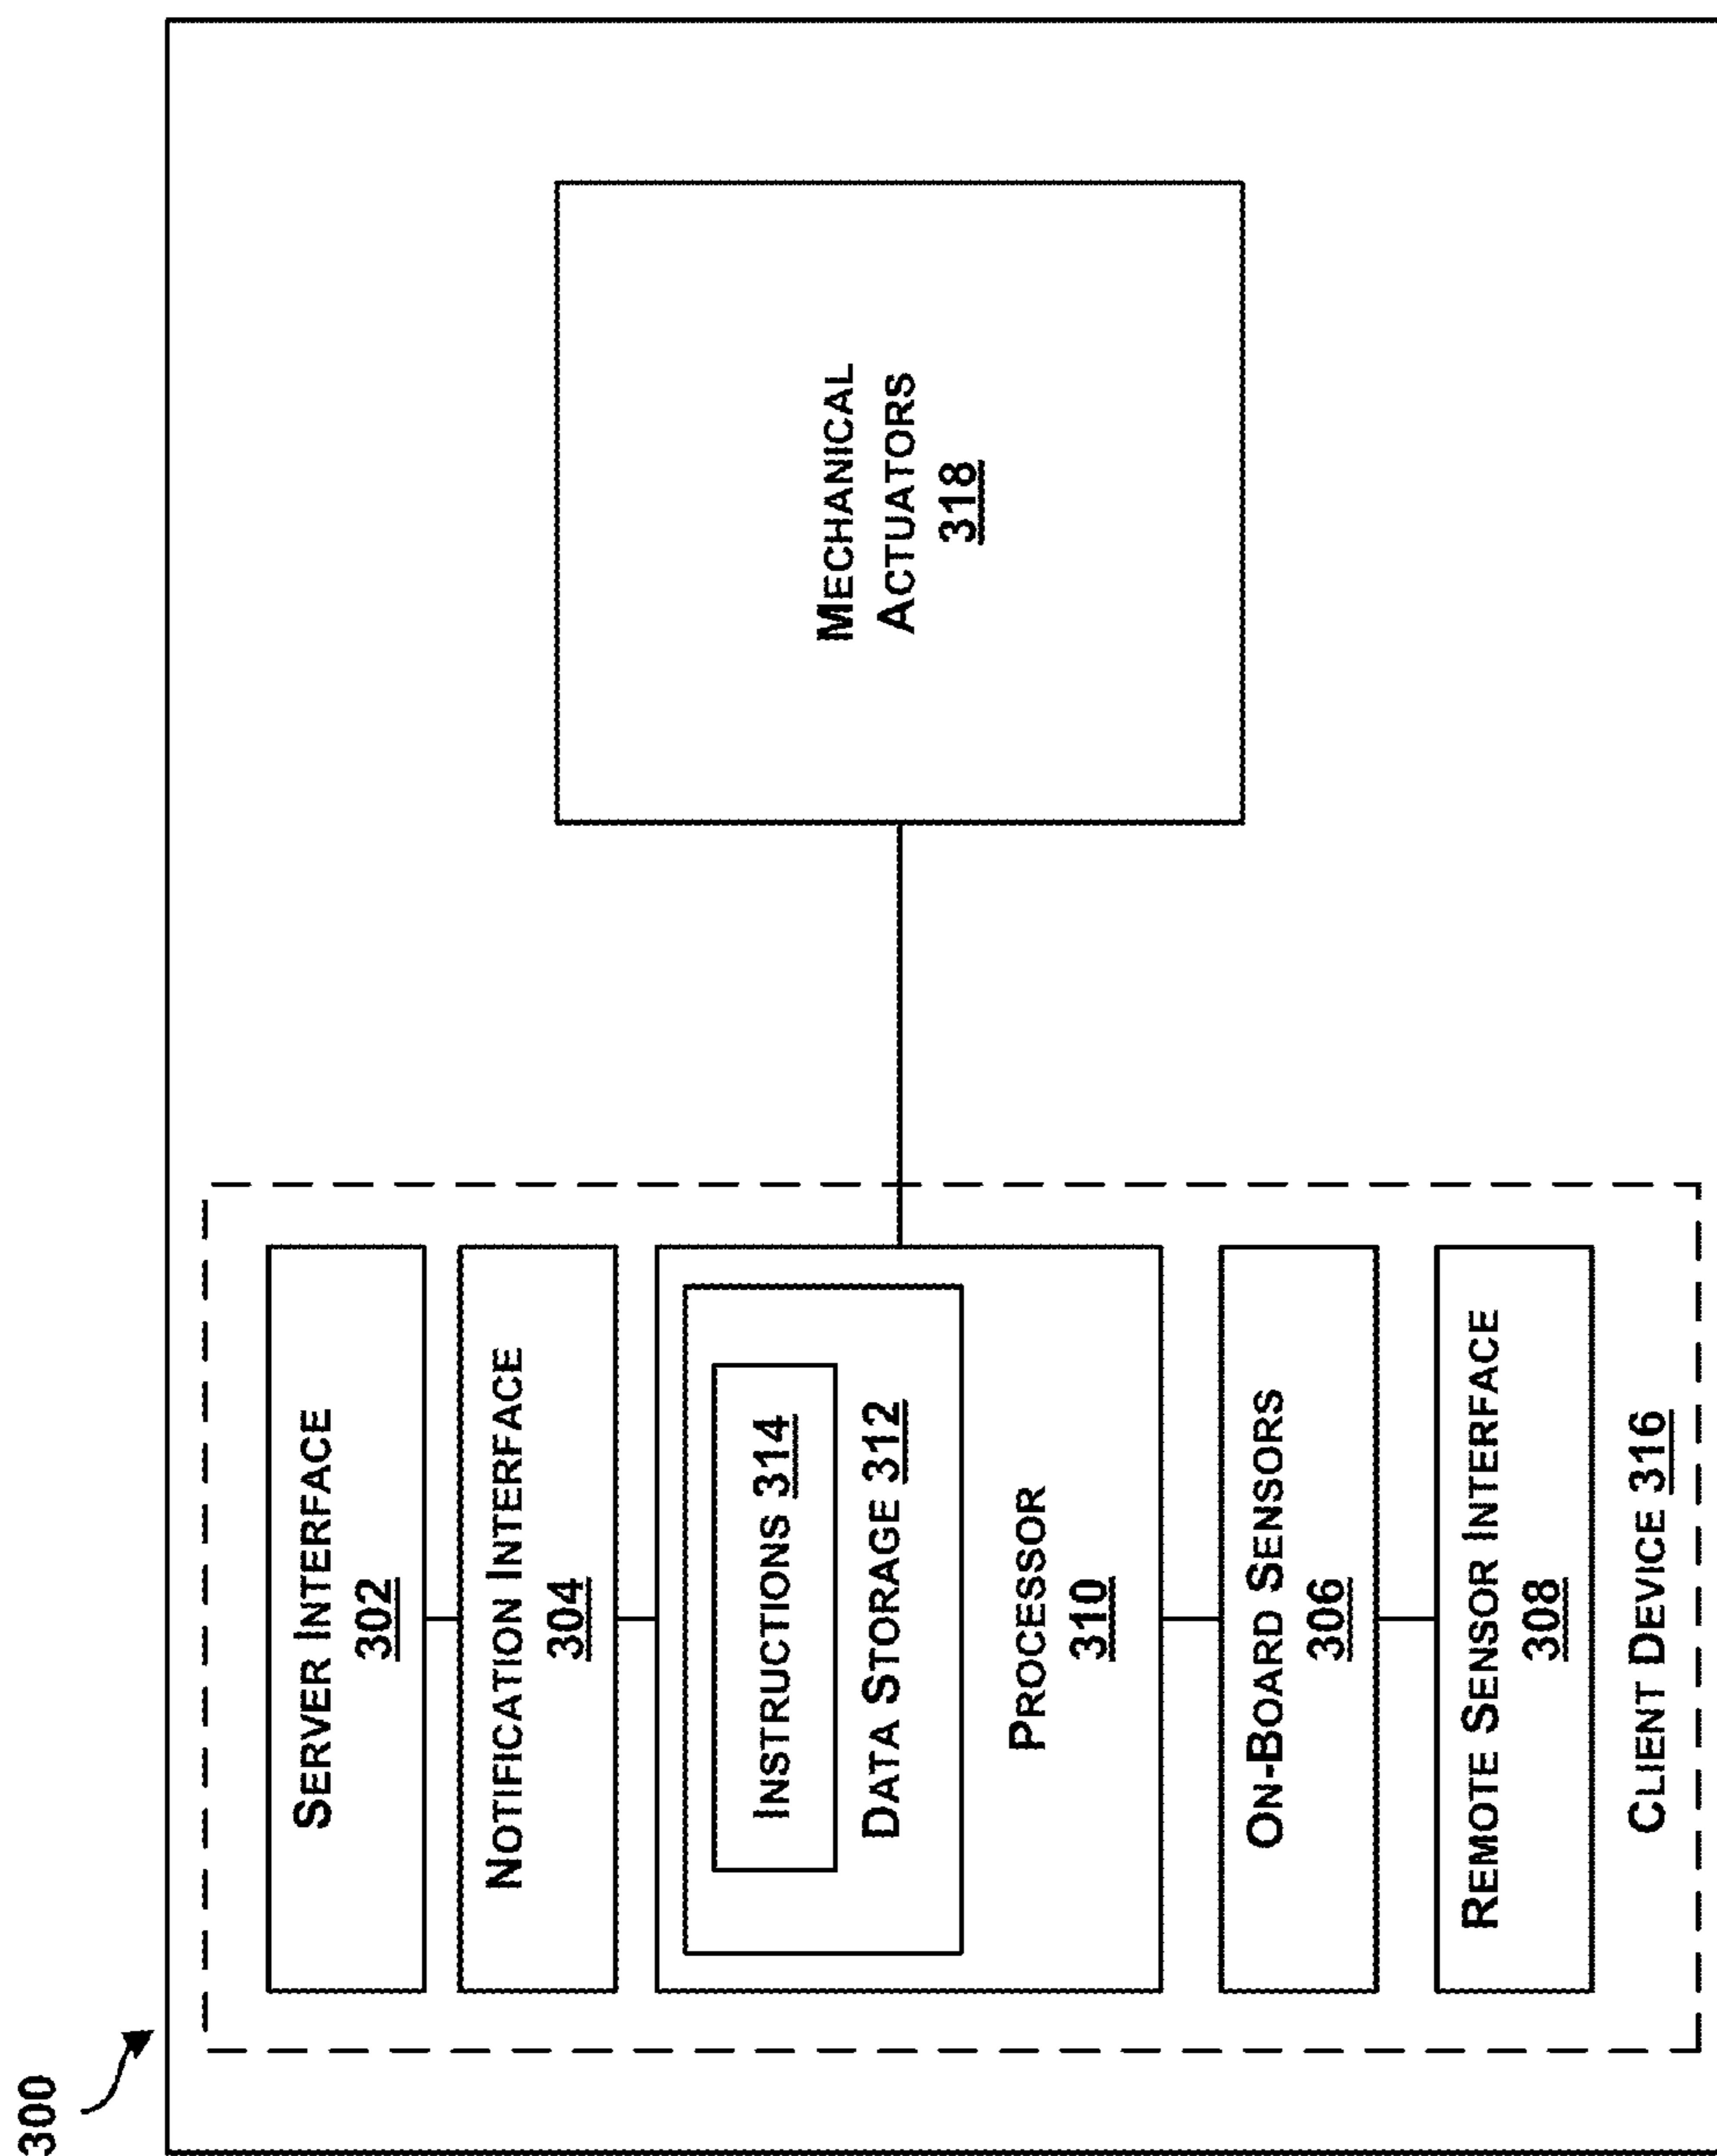 300
SERVER INTERFACE
302
NOTIFICATION INTERFACE
304
INSTRUCTIONS 314
DATA STORAGE 312
PROCESSOR
310
ON-BOARD SENSORS
306
REMOTE SENSOR INTERFACE
308
CLIENT DEVICE 316
MECHANICAL
ACTUATORS
318